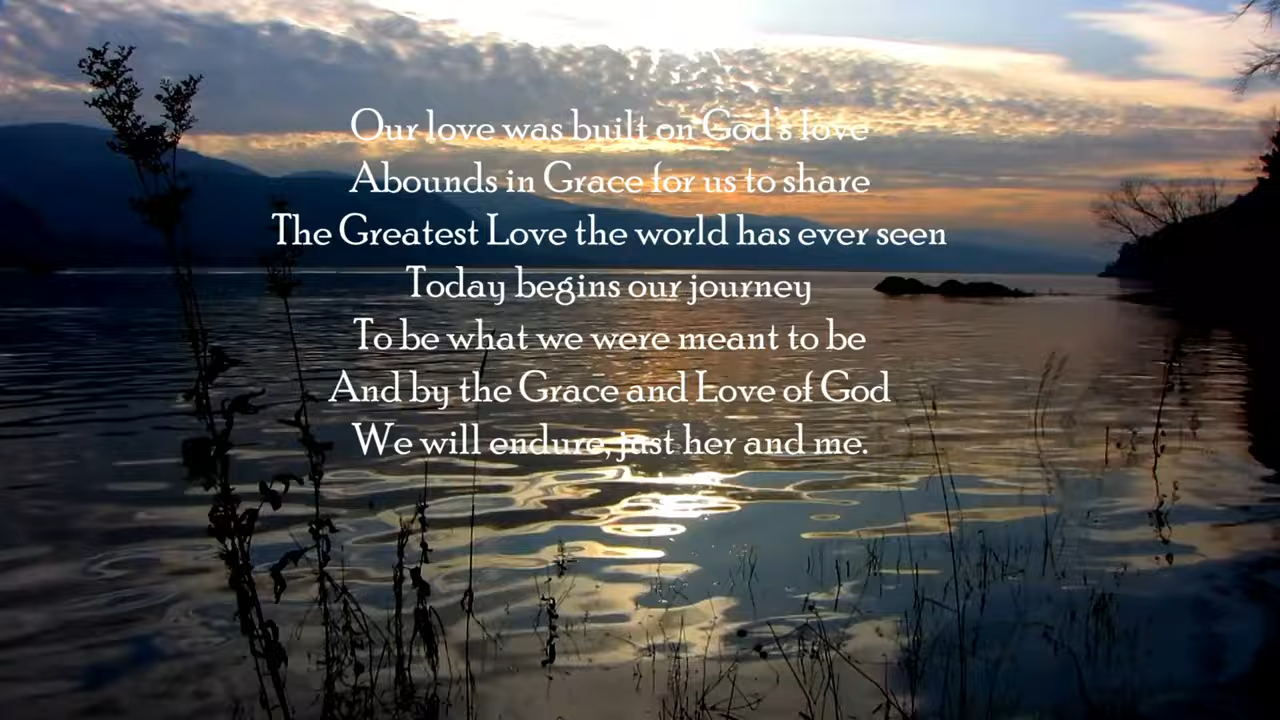 Our love was built on God's love
Abounds in Grace for us to share
The Greatest Love the world has ever seen
Today begins our journey
To be what we were meant to be
And by the Grace and Love of God
We will endure, just her and me.